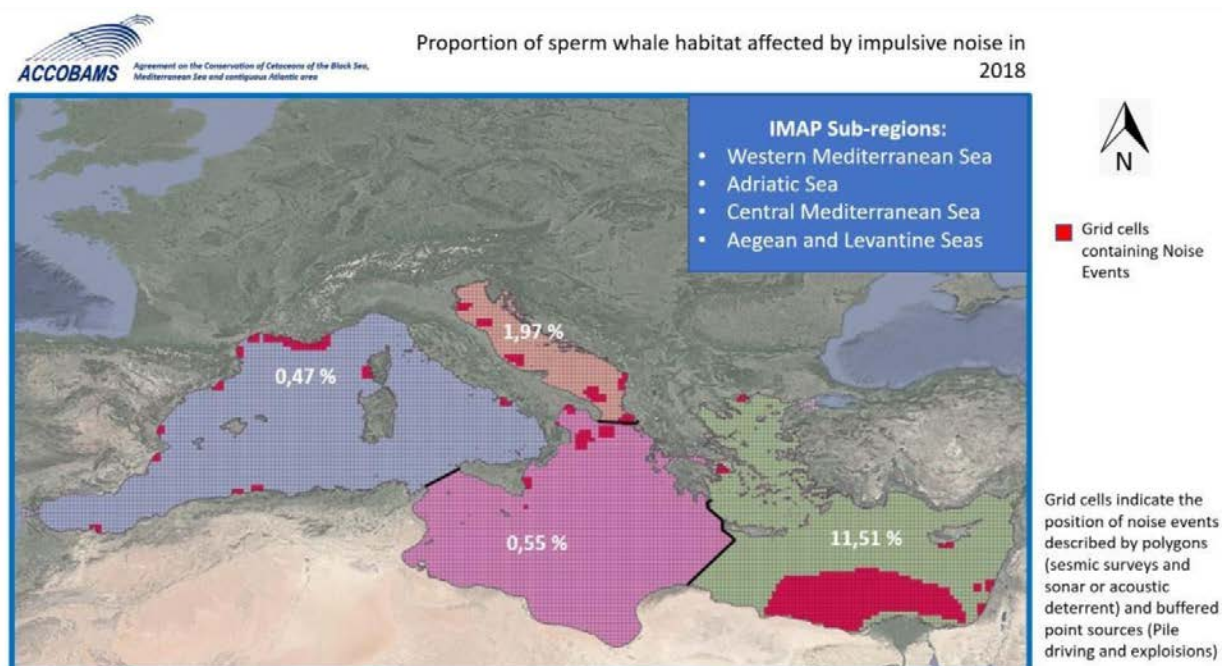 ACCOBAMS
Agreement on the Conservation of Cetaceans of the Black Sea,
Mediterranean Sea and contiguous Atlantic area
Proportion of sperm whale habitat affected by impulsive noise in
2018
IMAP Sub-regions:
• Western Mediterranean Sea
• Adriatic Sea
• Central Mediterranean Sea
• Aegean and Levantine Seas
N
Grid cells
containing Noise
Events
1,97 %
0,47 %
0,55 %
11,51 %
Grid cells indicate the
position of noise events
described by polygons
(sesmic surveys and
sonar or acoustic
deterrent) and buffered
point sources (Pile
driving and exploisions)